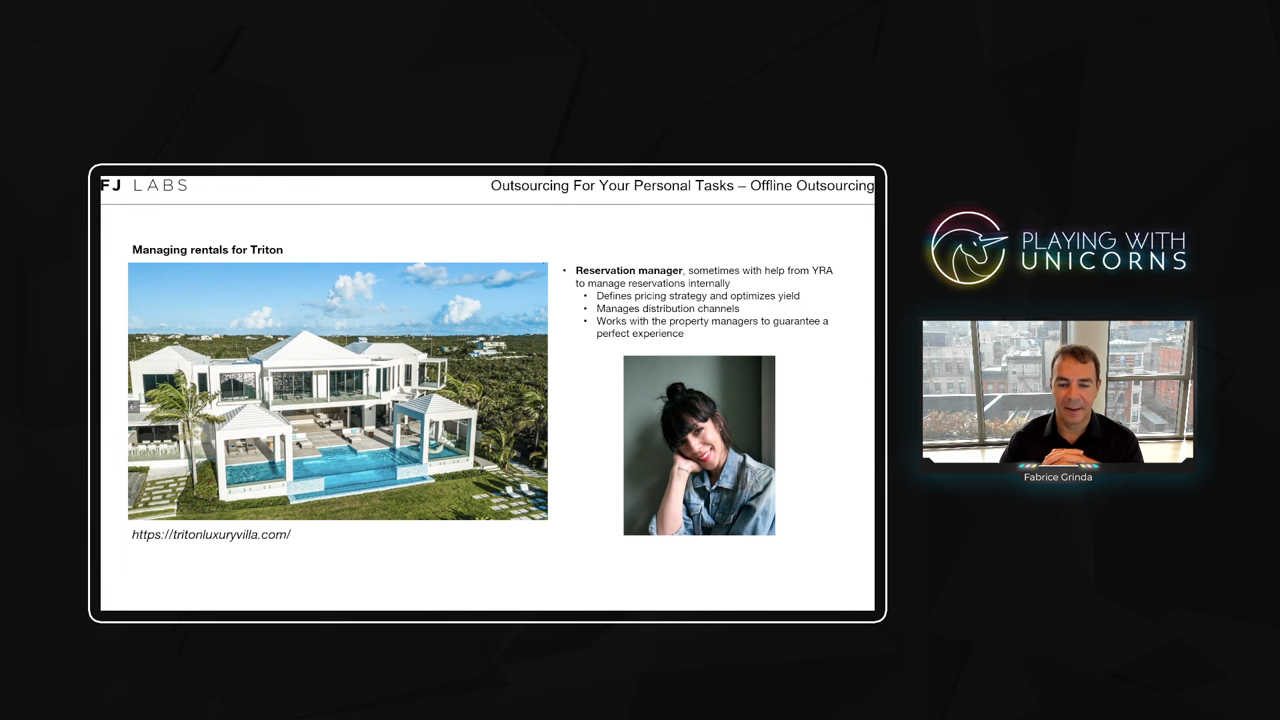 FJ LABS
Outsourcing For Your Personal Tasks – Offline Outsourcing
Managing rentals for Triton
• Reservation manager, sometimes with help from YRA
to manage reservations internally
• Defines pricing strategy and optimizes yield
• Manages distribution channels
• Works with the property managers to guarantee a
perfect experience
https://tritonluxuryvilla.com/
PLAYING WITH
UNICORNS
Fabrice Grinda